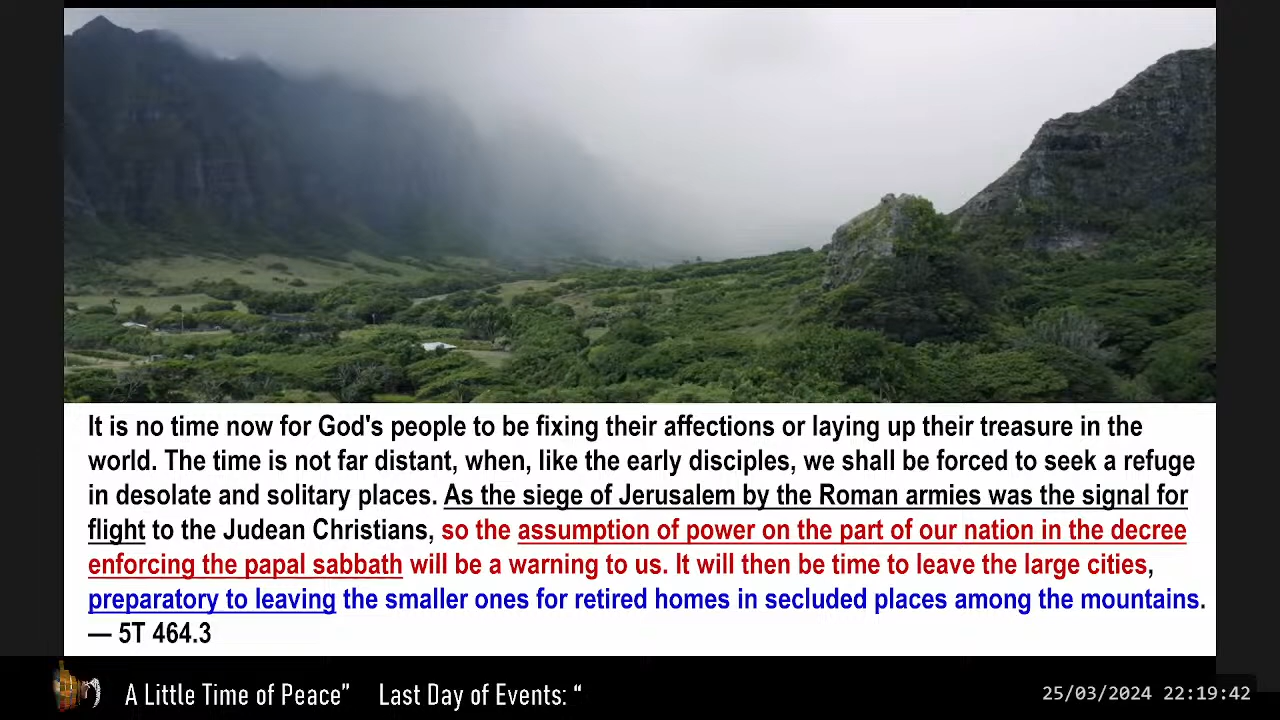 It is no time now for God's people to be fixing their affections or laying up their treasure in the
world. The time is not far distant, when, like the early disciples, we shall be forced to seek a refuge
in desolate and solitary places. As the siege of Jerusalem by the Roman armies was the signal for
flight to the Judean Christians, so the assumption of power on the part of our nation in the decree
enforcing the papal sabbath will be a warning to us. It will then be time to leave the large cities,
preparatory to leaving the smaller ones for retired homes in secluded places among the mountains.
— 5T 464.3
A Little Time of Peace” Last Day of Events: “
25/03/2024 22:19:42